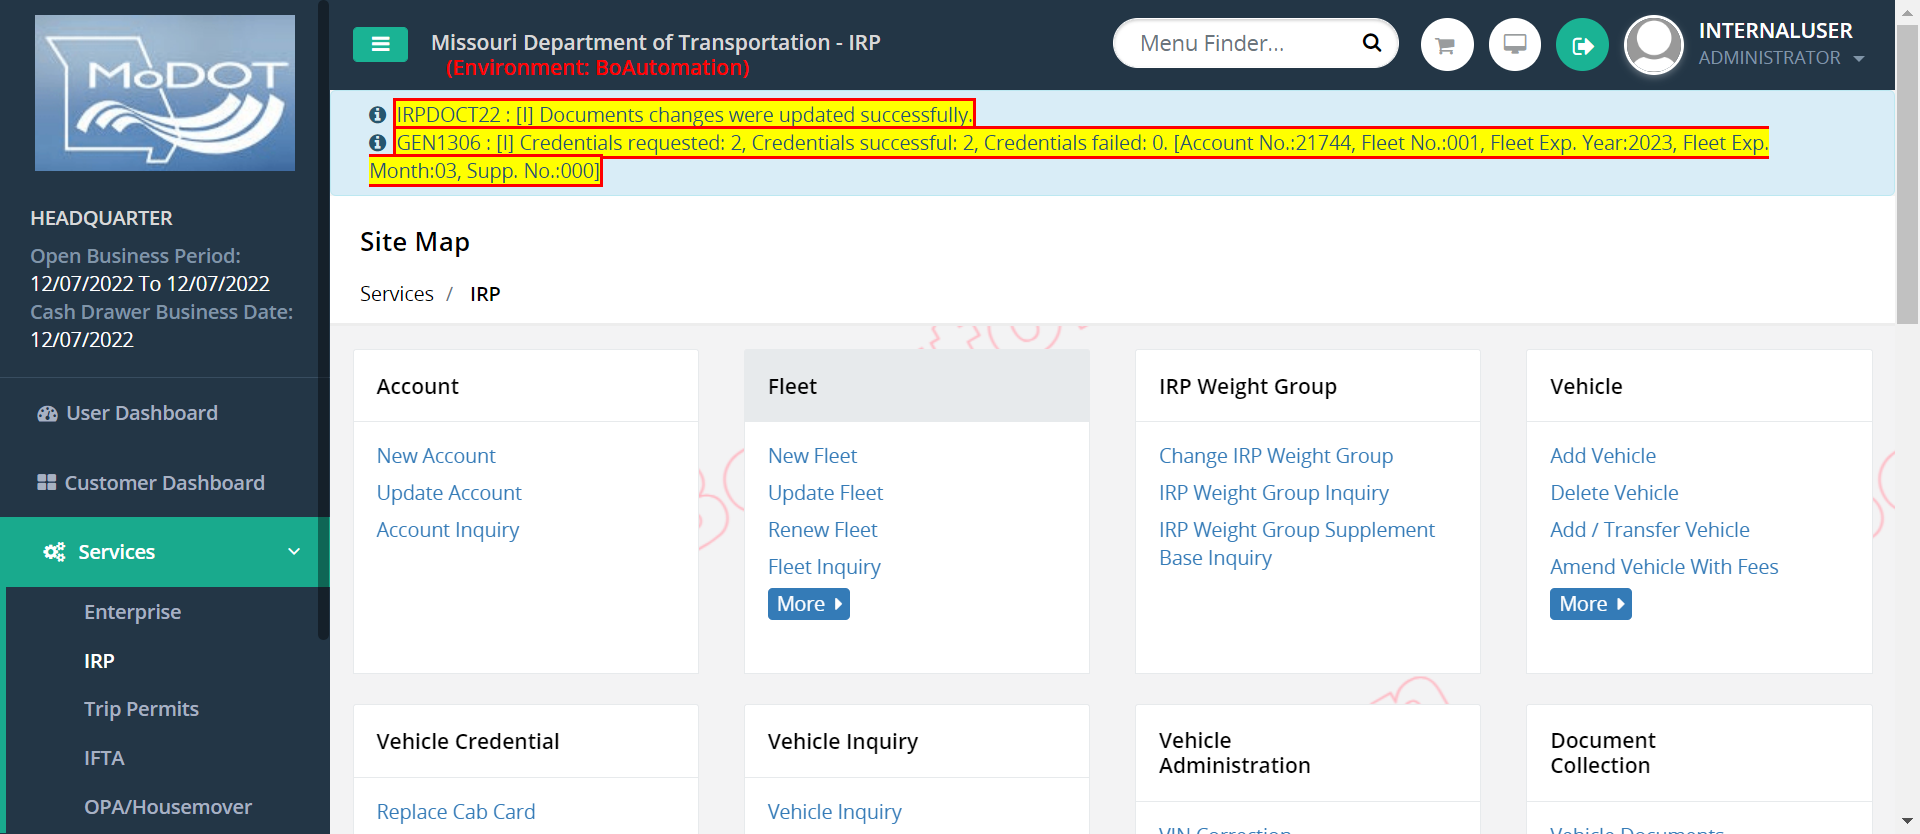 MoDOT
HEADQUARTER
Open Business Period:
12/07/2022 To 12/07/2022
Cash Drawer Business Date:
12/07/2022
User Dashboard
Customer Dashboard
Services
Enterprise
IRP
Trip Permits
IFTA
OPA/Housemover
Missouri Department of Transportation - IRP
(Environment: BoAutomation)
Menu Finder...
INTERNALUSER
ADMINISTRATOR
IRPDOCT22 : [I] Documents changes were updated successfully.
GEN1306 : [I] Credentials requested: 2, Credentials successful: 2, Credentials failed: 0. [Account No.:21744, Fleet No.:001, Fleet Exp. Year:2023, Fleet Exp.
Month:03, Supp. No.:000]
Site Map
Services / IRP
Account
New Account
Update Account
Account Inquiry
Fleet
New Fleet
Update Fleet
Renew Fleet
Fleet Inquiry
More
IRP Weight Group
Change IRP Weight Group
IRP Weight Group Inquiry
IRP Weight Group Supplement
Base Inquiry
Vehicle
Add Vehicle
Delete Vehicle
Add / Transfer Vehicle
Amend Vehicle With Fees
More
Vehicle Credential
Replace Cab Card
Vehicle Inquiry
Vehicle Inquiry
Vehicle
Administration
VIN Correction
Document
Collection
Vehicle Documents